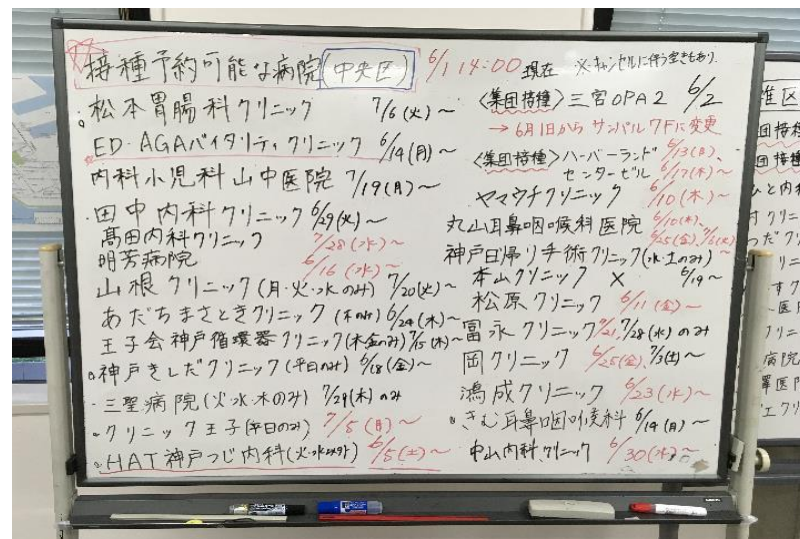 接種予約可能な病院(中央区) 6/1 14:00 現在 ※キャンセルに伴う空きもあり
松本胃腸科クリニック 7/6(火)～
ED・AGAバイタリティクリニック 6/14(月)～
内科小児科山中医院 7/19(月)～
田中内科クリニック 6/29(火)～
髙田内科クリニック 7/28(水)～
明芳病院 6/16(水)～
山根クリニック(月・火・水のみ) 7/20(火)～
あだちまさときクリニック(木のみ) 6/24(木)～
王子会神戸循環器クリニック(木金のみ) 7/15(木)～
神戸きしだクリニック(平日のみ) 6/18(金)～
三聖病院(火・水・木のみ) 7/29(木)のみ
クリニック王子(平日のみ) 7/5(月)～
HAT神戸つじ内科(火・水以外) 6/5(土)～
<集団接種>三宮OPA2 6/2
→6月1日から サンパル7Fに変更
<集団接種>ハーバーランド 6/13(日)、
センタービル 6/17(木)～
ヤマウチクリニック 6/10(木)～
丸山耳鼻咽喉科医院 6/10(木)、
6/25(金)、7/6(火)
神戸日帰り手術クリニック(水・土のみ)
本山クリニック × 6/19～
松原クリニック 6/11(金)～
冨永クリニック 7/21、7/28(水)のみ
岡クリニック 6/25(金)、7/3(土)～
鴻成クリニック 6/23(水)～
きむ耳鼻咽喉科 6/14(月)～
中山内科クリニック 6/30(水)～